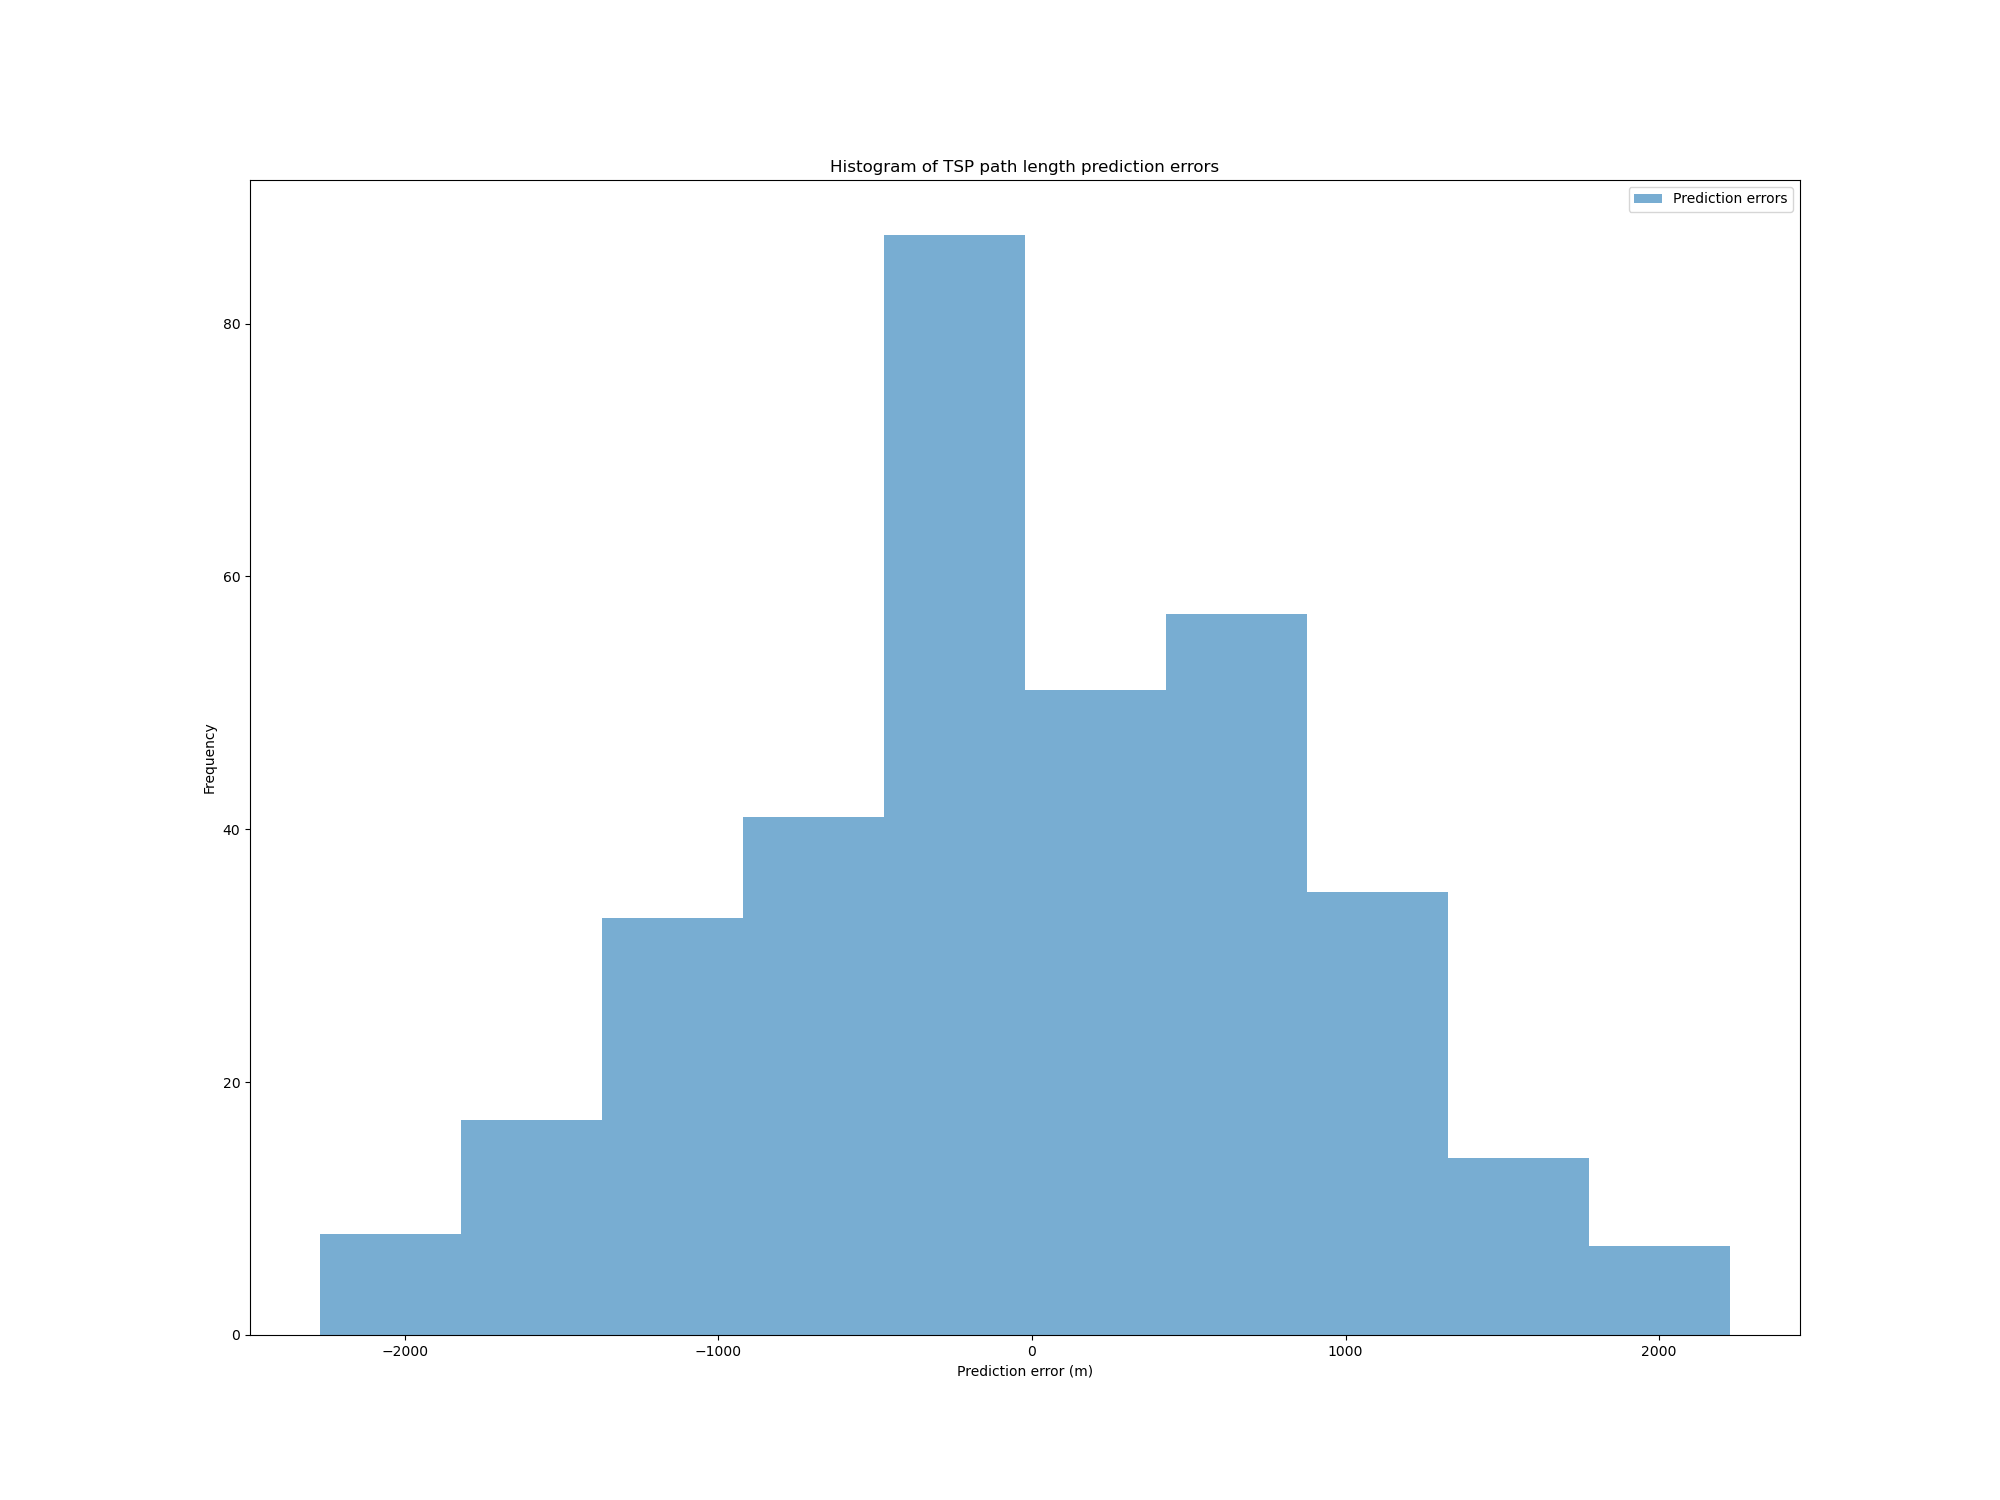 Histogram of TSP path length prediction errors
Prediction errors
80
60
40
20
0
Frequency
−2000
−1000
0
1000
2000
Prediction error (m)